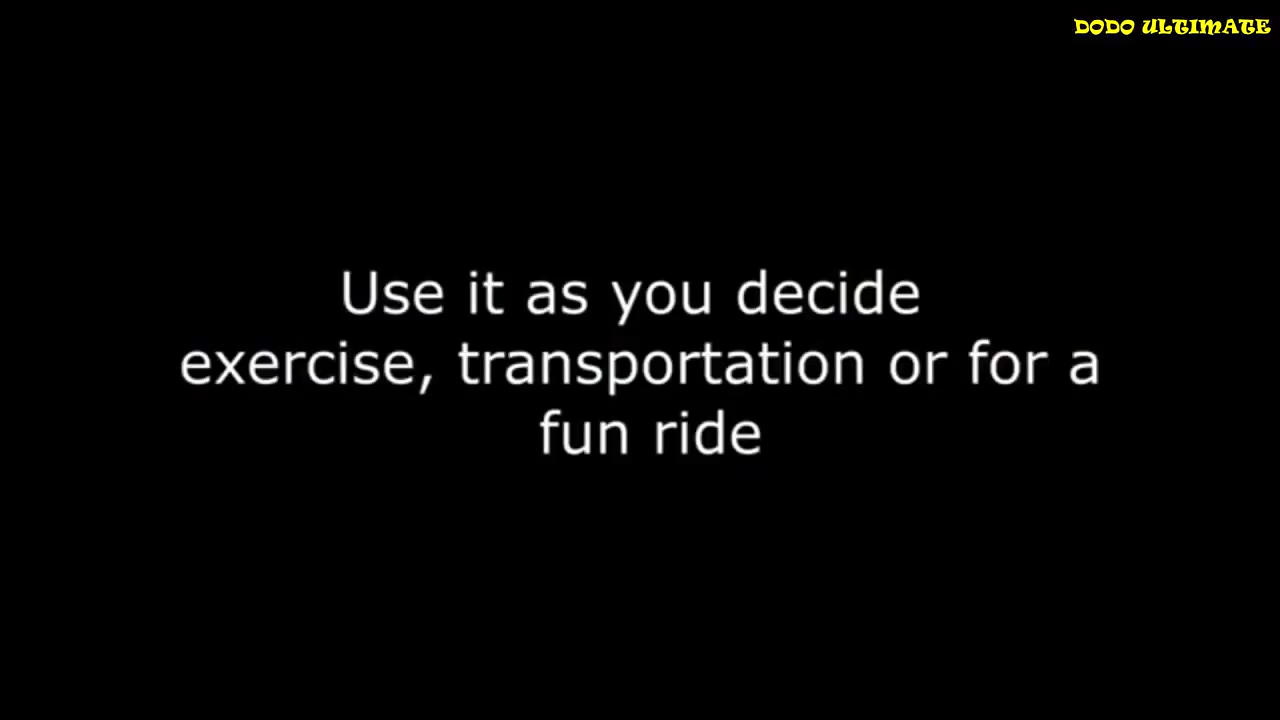 DODO ULTIMATE
Use it as you decide
exercise, transportation or for a
fun ride